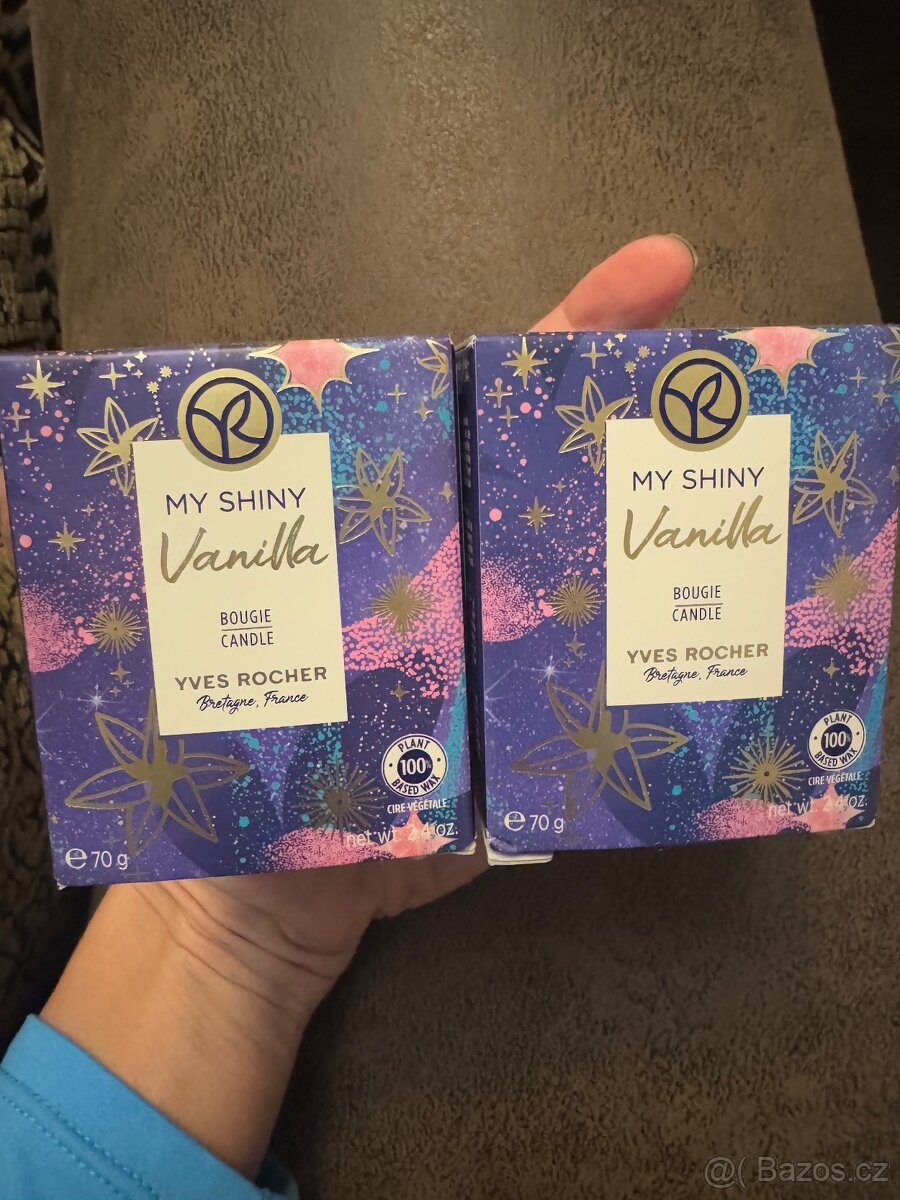 MY SHINY
Vanilla
BOUGIE
CANDLE
YVES ROCHER
Bretagne, France
PLANT
100%
BASED WAX
CIRE VÉGÉTALE
net wt. 2.4 oz.
e 70 g
MY SHINY
Vanilla
BOUGIE
CANDLE
YVES ROCHER
Bretagne, France
PLANT
100%
BASED WAX
CIRE VÉGÉTALE
net wt. 2.4 oz.
e 70 g
@( Bazos.cz